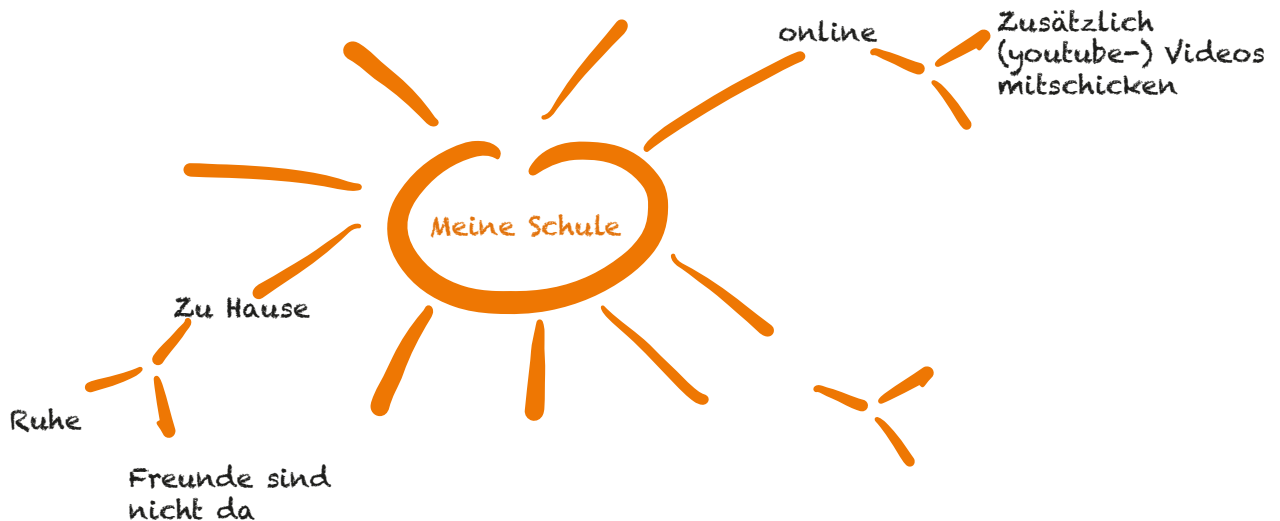 online
Zusätzlich
(youtube-) Videos
mitschicken
Meine Schule
Zu Hause
Ruhe
Freunde sind
nicht da